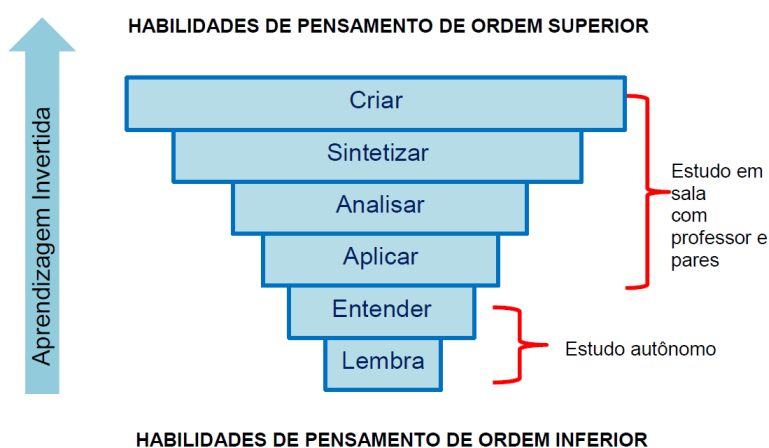 HABILIDADES DE PENSAMENTO DE ORDEM SUPERIOR
Aprendizagem Invertida
Criar
Sintetizar
Analisar
Aplicar
Entender
Lembra
Estudo em
sala
com
professor e
pares
Estudo autônomo
HABILIDADES DE PENSAMENTO DE ORDEM INFERIOR